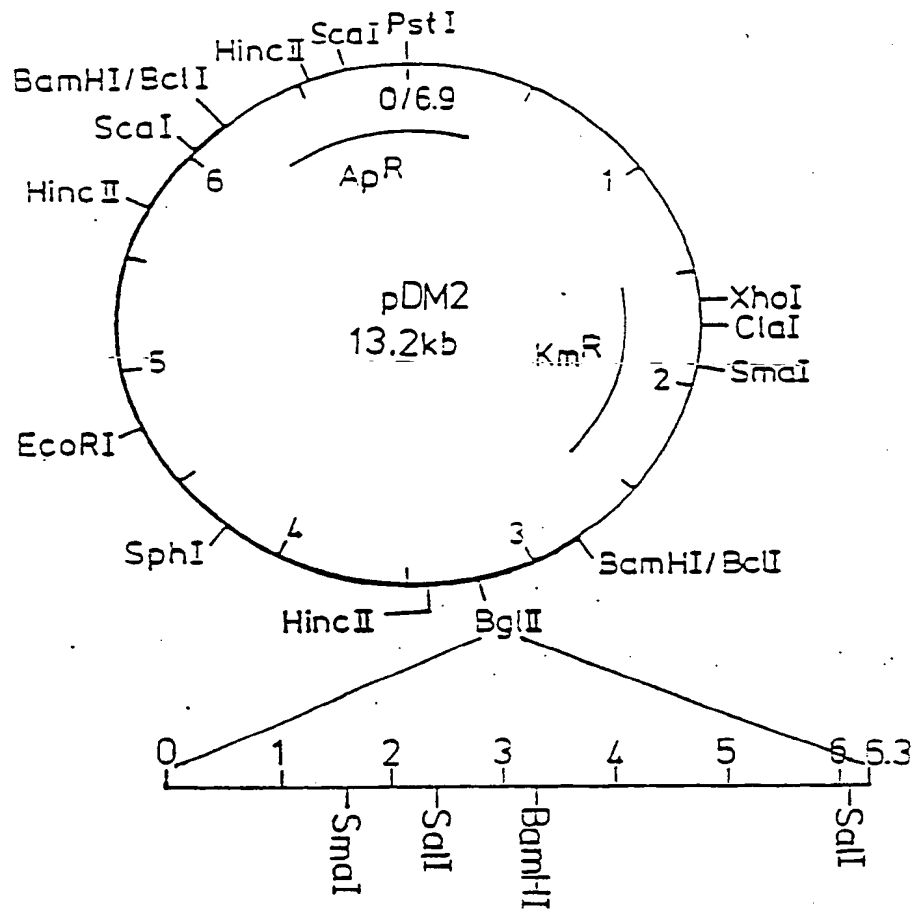 HincII ScaI PstI
BamHI/BclI
0/6.9
ScaI
ApR
6
1
HincII
pDM2
13.2kb
XhoI
ClaI
KmR
5
2
SmaI
EcoRI
4
3
SphI
BamHI/BclI
HincII
BglII
0 1 2 3 4 5 6 6.3
SmaI
SalI
BamHI
SalI